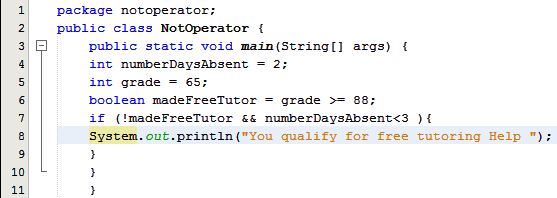 1 package notoperator;
2 public class NotOperator {
3 public static void main(String[] args) {
4 int numberDaysAbsent = 2;
5 int grade = 65;
6 boolean madeFreeTutor = grade >= 88;
7 if (!madeFreeTutor && numberDaysAbsent<3 ){
8 System.out.println("You qualify for free tutoring Help ");
9 }
10 }
11 }